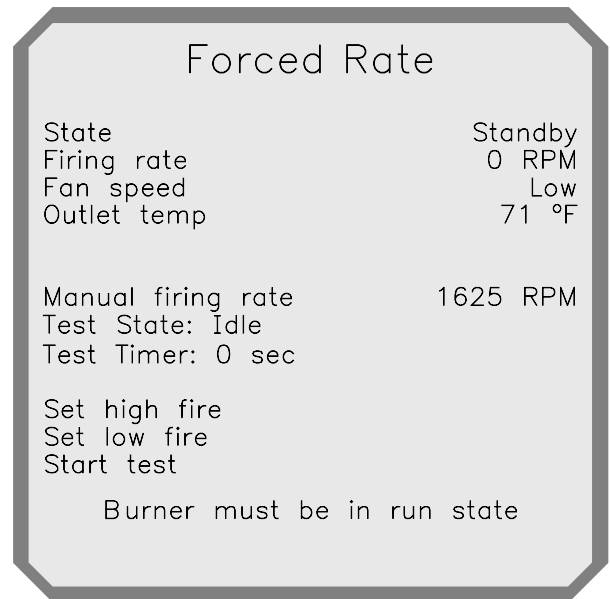 Forced Rate
State Standby
Firing rate 0 RPM
Fan speed Low
Outlet temp 71 °F
Manual firing rate 1625 RPM
Test State: Idle
Test Timer: 0 sec
Set high fire
Set low fire
Start test
Burner must be in run state